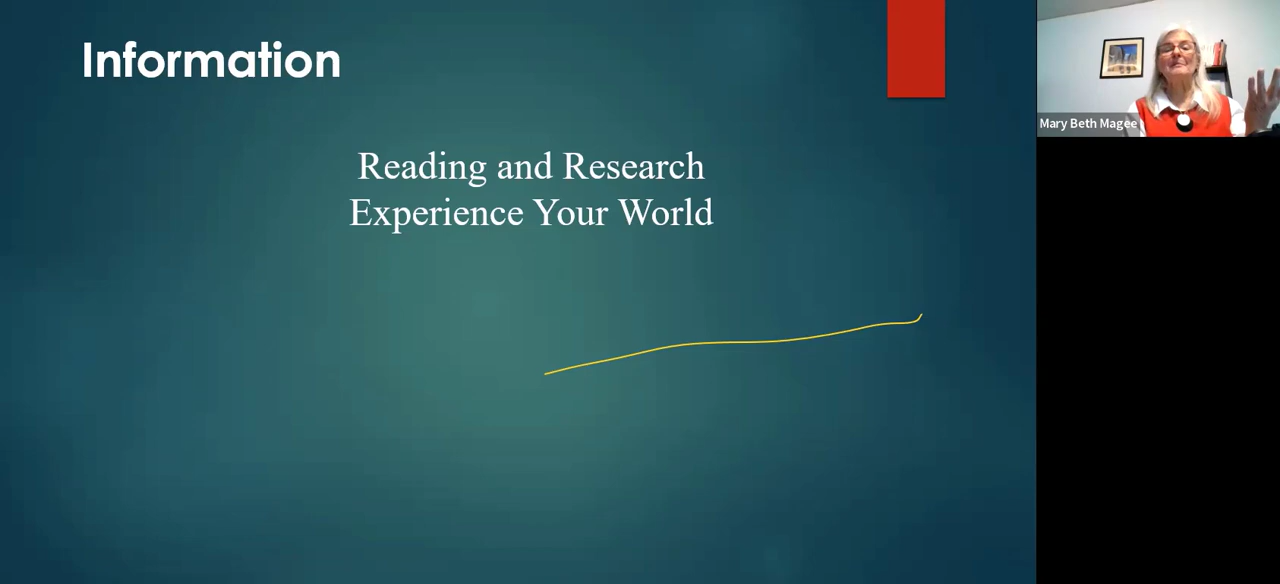 Information
Reading and Research
Experience Your World
Mary Beth Magee